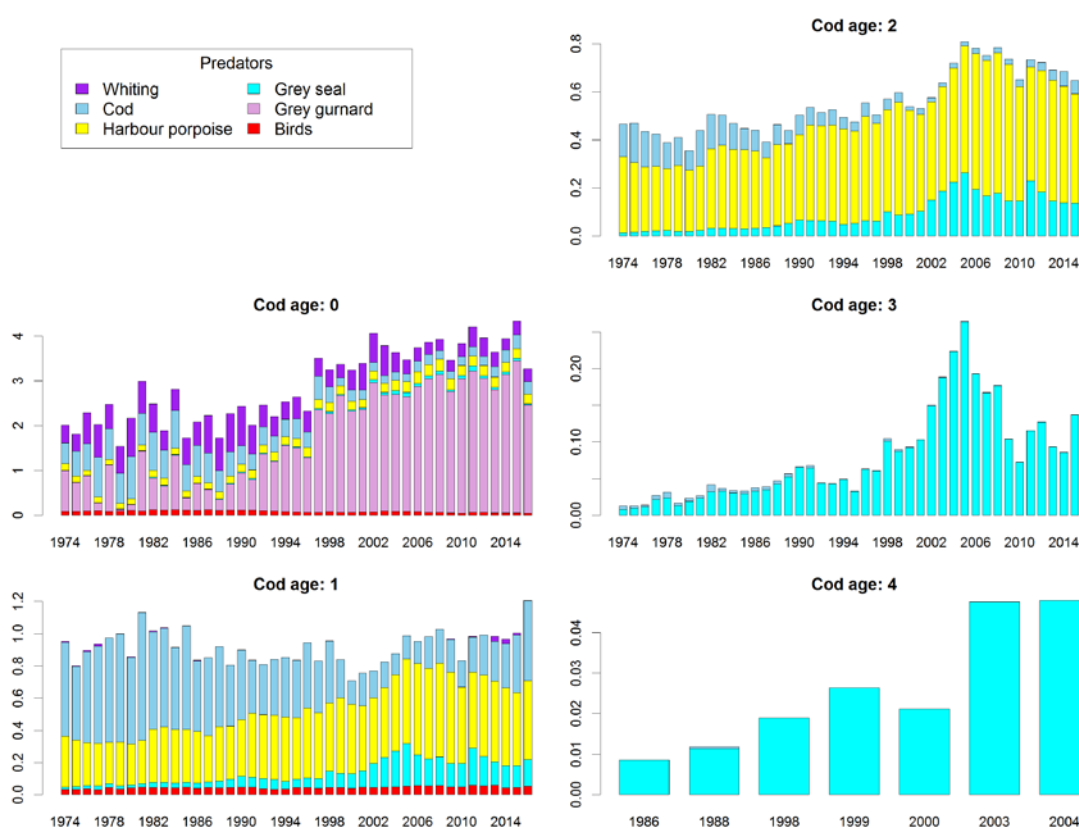 Predators
Whiting
Cod
Harbour porpoise
Grey seal
Grey gurnard
Birds
Cod age: 2
0.0 0.2 0.4 0.6 0.8
1974 1978 1982 1986 1990 1994 1998 2002 2006 2010 2014
Cod age: 0
0 1 2 3 4
1974 1978 1982 1986 1990 1994 1998 2002 2006 2010 2014
Cod age: 3
0.00 0.10 0.20
1974 1978 1982 1986 1990 1994 1998 2002 2006 2010 2014
Cod age: 1
0.0 0.2 0.4 0.6 0.8 1.0 1.2
1974 1978 1982 1986 1990 1994 1998 2002 2006 2010 2014
Cod age: 4
0.00 0.01 0.02 0.03 0.04
1986 1988 1998 1999 2000 2003 2004